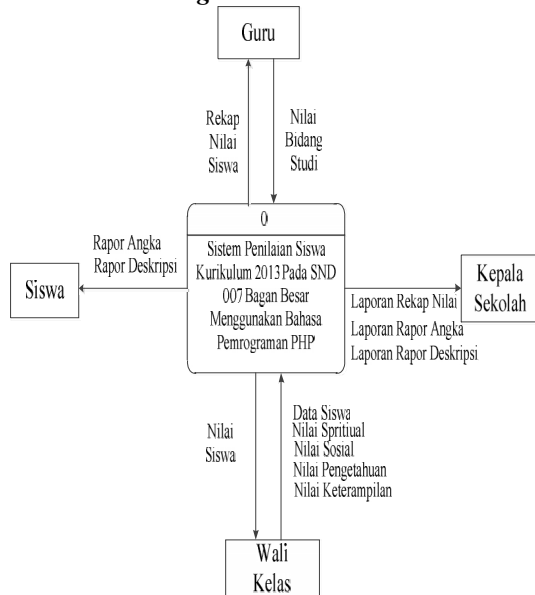 g
Guru
Rekap
Nilai
Siswa
Nilai
Bidang
Studi
0
Sistem Penilaian Siswa
Kurikulum 2013 Pada SND
007 Bagan Besar
Menggunakan Bahasa
Pemrograman PHP
Rapor Angka
Rapor Deskripsi
Siswa
Laporan Rekap Nilai
Laporan Rapor Angka
Laporan Rapor Deskripsi
Kepala
Sekolah
Nilai
Siswa
Data Siswa
Nilai Spritiual
Nilai Sosial
Nilai Pengetahuan
Nilai Keterampilan
Wali
Kelas